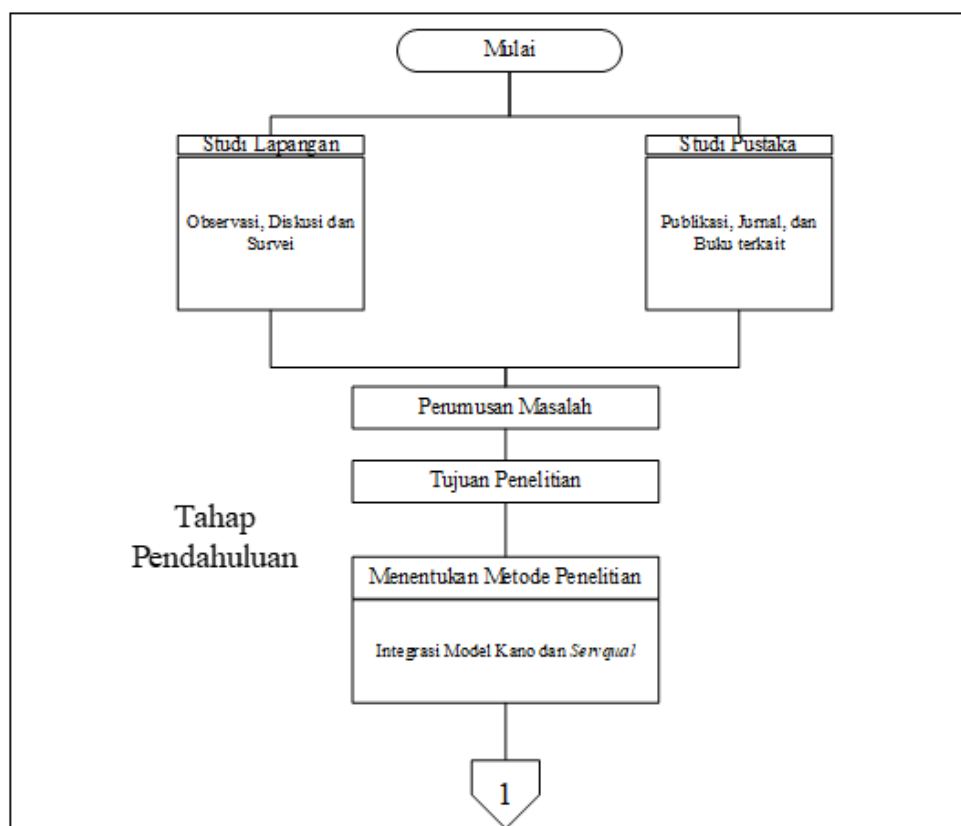 Mulai
Studi Lapangan
Observasi, Diskusi dan
Survei
Studi Pustaka
Publikasi, Jurnal, dan
Buku terkait
Perumusan Masalah
Tujuan Penelitian
Tahap
Pendahuluan
Menentukan Metode Penelitian
Integrasi Model Kano dan Servqual
1